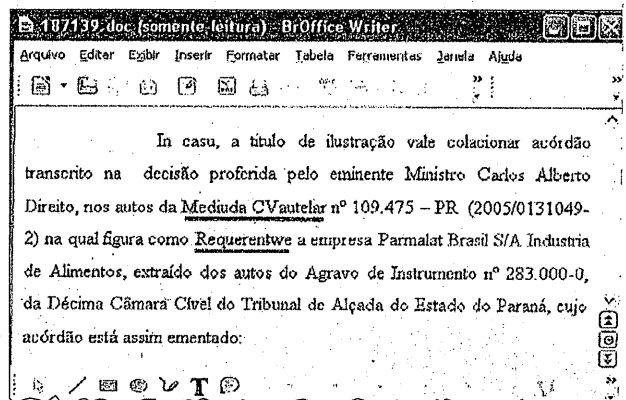 187139.doc (somente-leitura) - BrOffice Writer
Arquivo Editar Exibir Inserir Formatar Tabela Ferramentas Janela Ajuda
In casu, a título de ilustração vale colacionar acórdão
transcrito na decisão proferida pelo eminente Ministro Carlos Alberto
Direito, nos autos da Mediuda CVautelar nº 109.475 – PR (2005/0131049-
2) na qual figura como Requerentwe a empresa Parmalat Brasil S/A Industria
de Alimentos, extraído dos autos do Agravo de Instrumento nº 283.000-0,
da Décima Câmara Cível do Tribunal de Alçada do Estado do Paraná, cujo
acórdão está assim ementado:
T